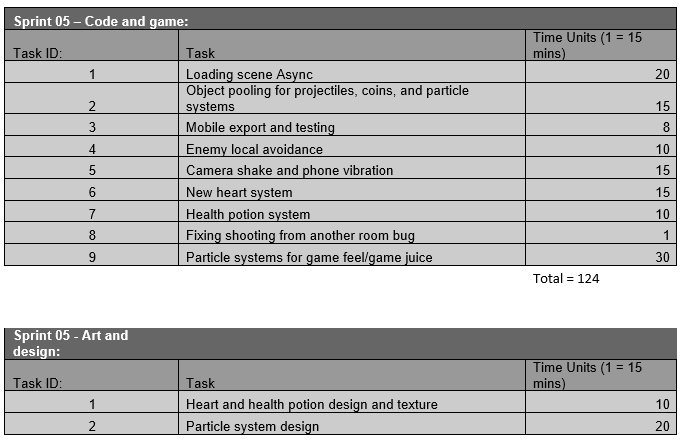 Sprint 05 – Code and game:
Task ID: Task Time Units (1 = 15 mins)
1 Loading scene Async 20
2 Object pooling for projectiles, coins, and particle systems 15
3 Mobile export and testing 8
4 Enemy local avoidance 10
5 Camera shake and phone vibration 15
6 New heart system 15
7 Health potion system 10
8 Fixing shooting from another room bug 1
9 Particle systems for game feel/game juice 30
Total = 124
Sprint 05 - Art and design:
Task ID: Task Time Units (1 = 15 mins)
1 Heart and health potion design and texture 10
2 Particle system design 20